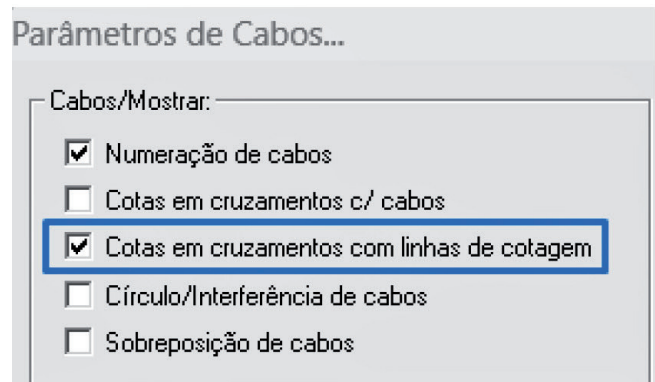 Parâmetros de Cabos...
Cabos/Mostrar:
Numeração de cabos
Cotas em cruzamentos c/ cabos
Cotas em cruzamentos com linhas de cotagem
Círculo/Interferência de cabos
Sobreposição de cabos